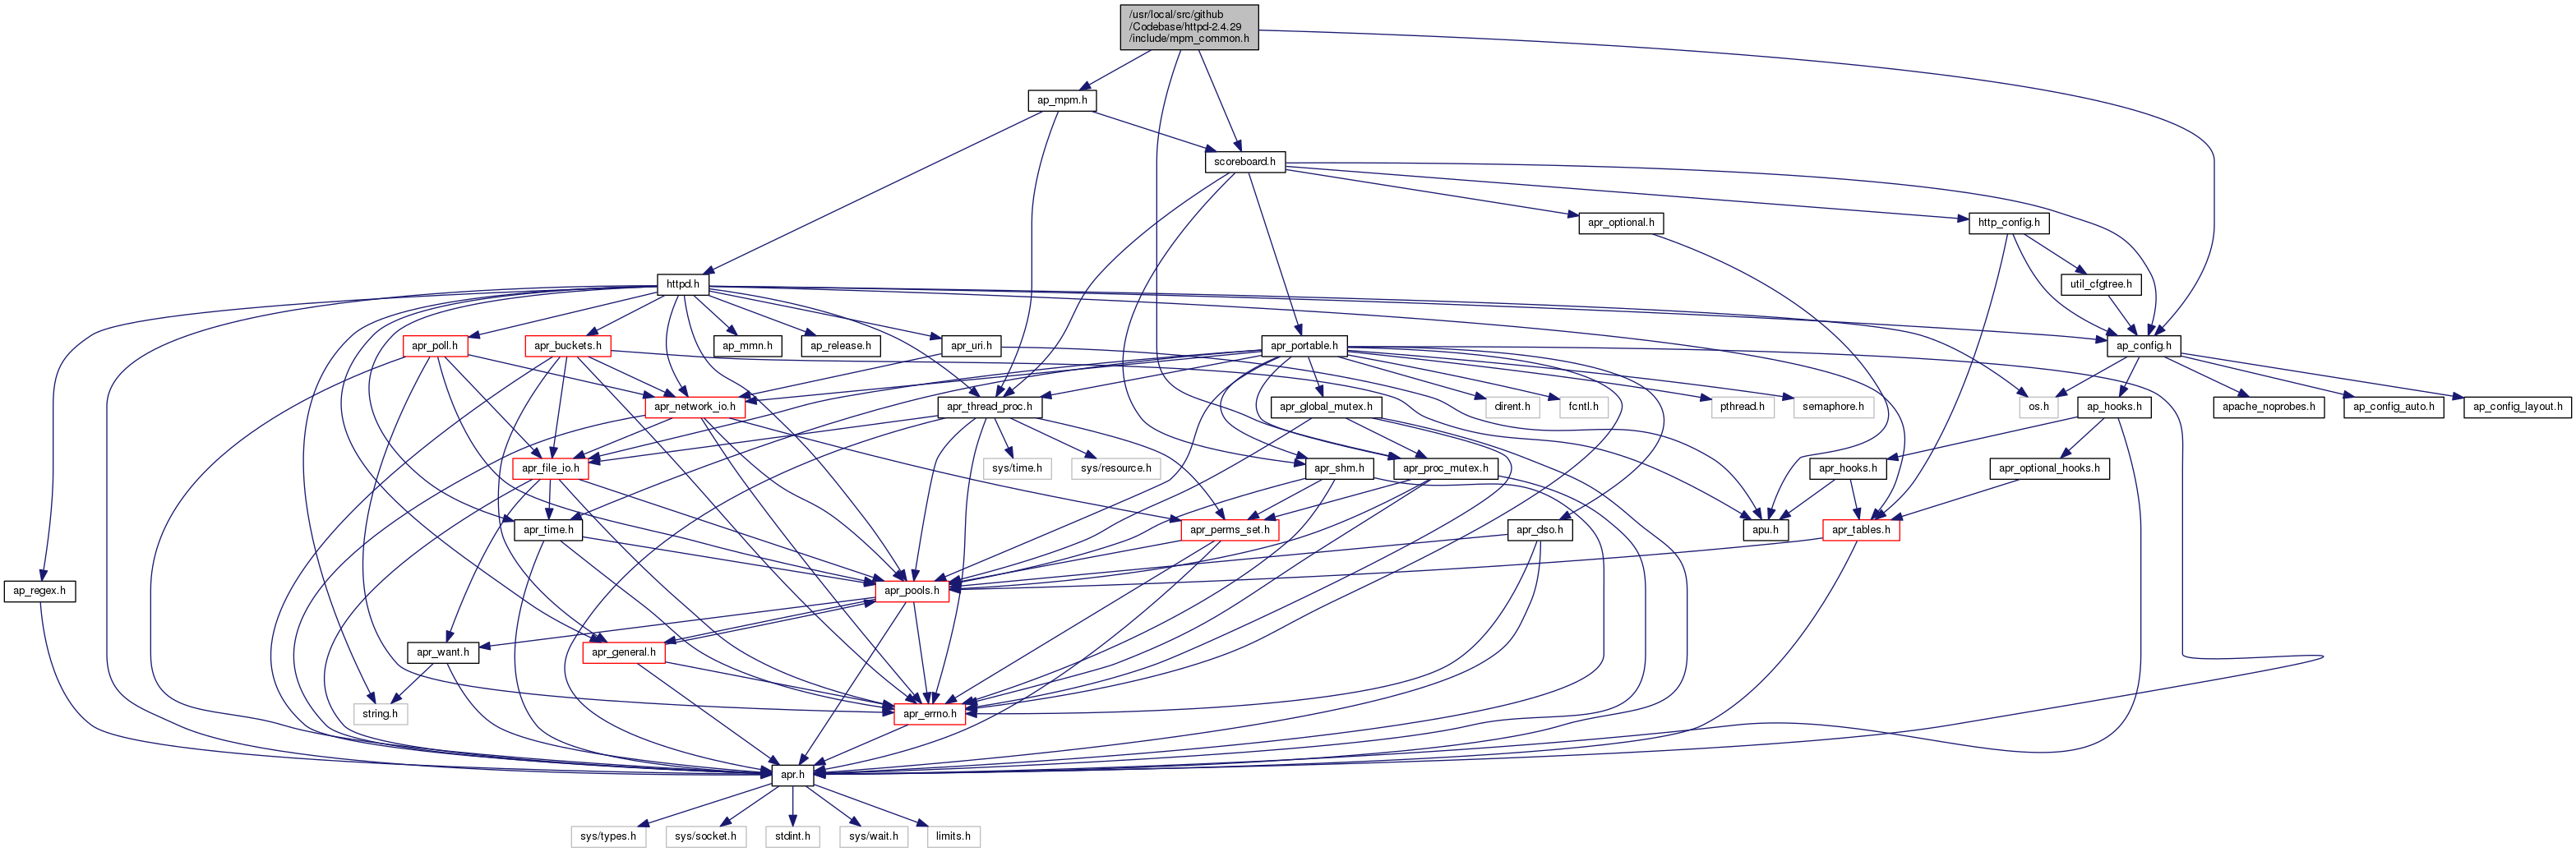 /usr/local/src/github
/Codebase/httpd-2.4.29
/include/mpm_common.h
ap_mpm.h
scoreboard.h
apr_optional.h
http_config.h
httpd.h
util_cfgtree.h
apr_poll.h
apr_buckets.h
ap_mmn.h
ap_release.h
apr_uri.h
apr_portable.h
ap_config.h
apr_network_io.h
apr_thread_proc.h
apr_global_mutex.h
dirent.h
fcntl.h
pthread.h
semaphore.h
os.h
ap_hooks.h
apache_noprobes.h
ap_config_auto.h
ap_config_layout.h
apr_file_io.h
sys/time.h
sys/resource.h
apr_shm.h
apr_proc_mutex.h
apr_hooks.h
apr_optional_hooks.h
apr_time.h
apr_perms_set.h
apr_dso.h
apu.h
apr_tables.h
ap_regex.h
apr_pools.h
apr_want.h
apr_general.h
string.h
apr_errno.h
apr.h
sys/types.h
sys/socket.h
stdint.h
sys/wait.h
limits.h